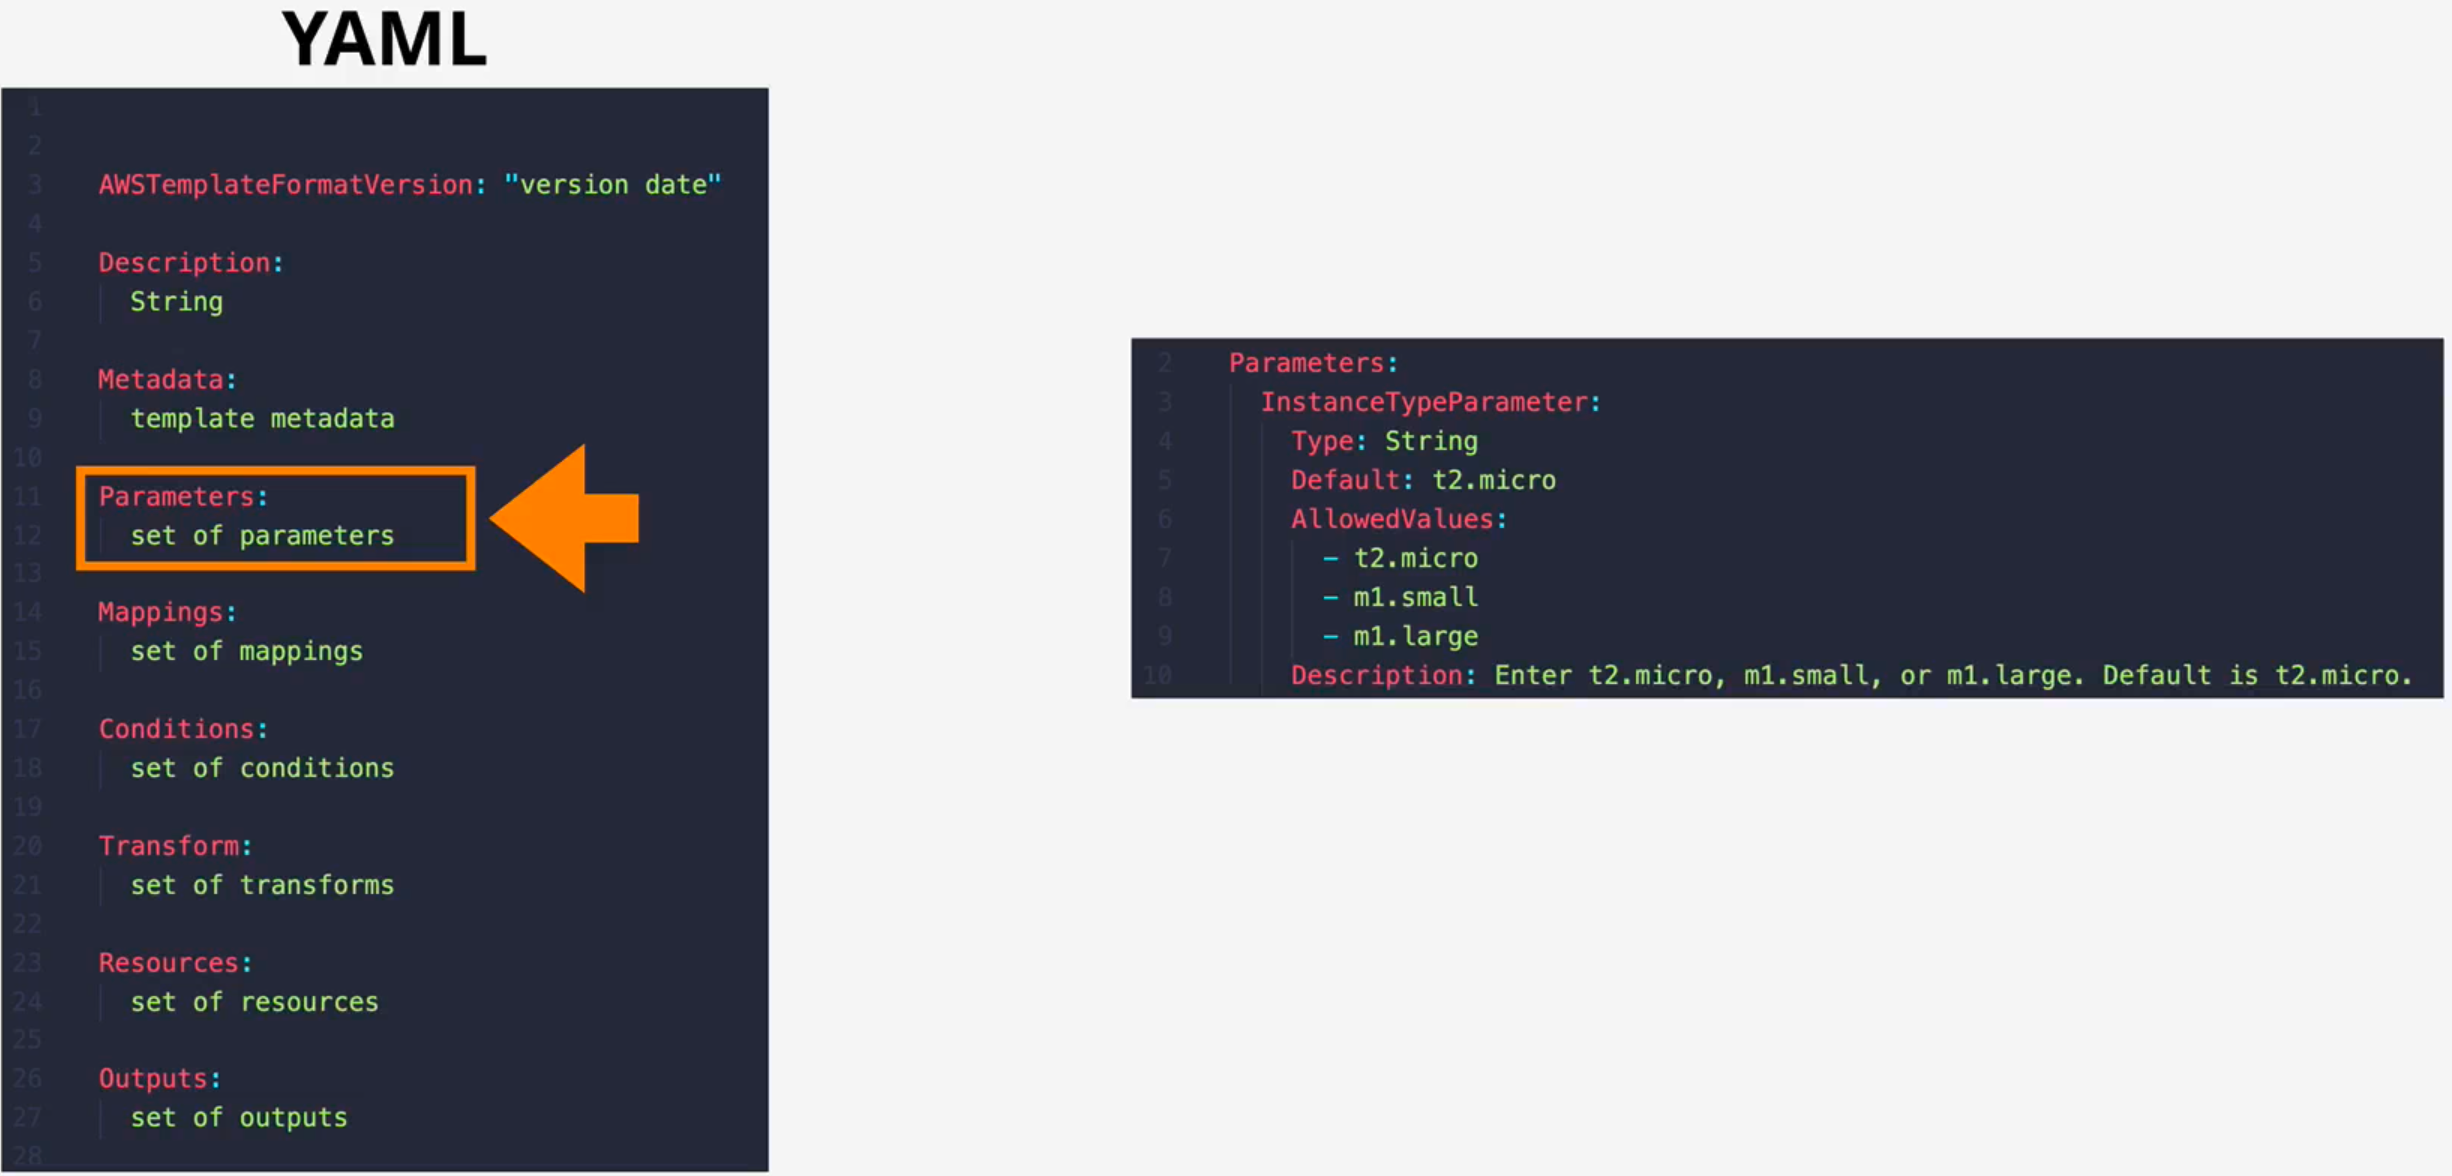 YAML
1
2
3 AWSTemplateFormatVersion: "version date"
4
5 Description:
6 String
7
8 Metadata:
9 template metadata
10
11 Parameters:
12 set of parameters
13
14 Mappings:
15 set of mappings
16
17 Conditions:
18 set of conditions
19
20 Transform:
21 set of transforms
22
23 Resources:
24 set of resources
25
26 Outputs:
27 set of outputs
28
2 Parameters:
3 InstanceTypeParameter:
4 Type: String
5 Default: t2.micro
6 AllowedValues:
7 - t2.micro
8 - m1.small
9 - m1.large
10 Description: Enter t2.micro, m1.small, or m1.large. Default is t2.micro.